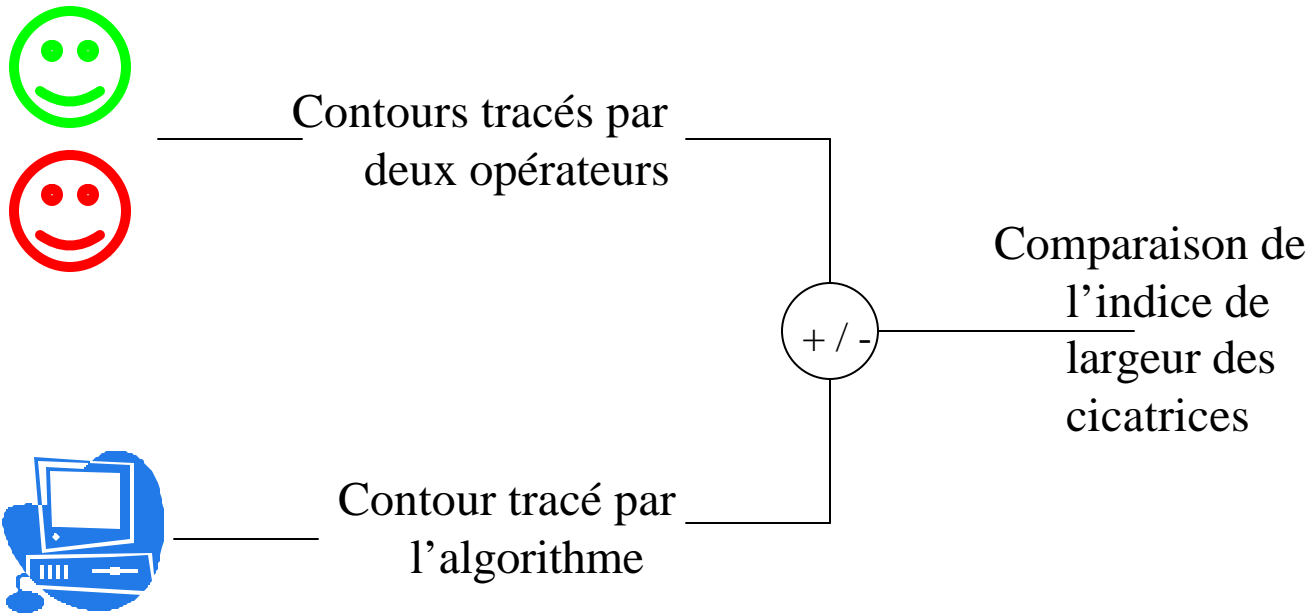 Contours tracés par
deux opérateurs
Comparaison de
l’indice de
largeur des
cicatrices
+ / -
Contour tracé par
l’algorithme